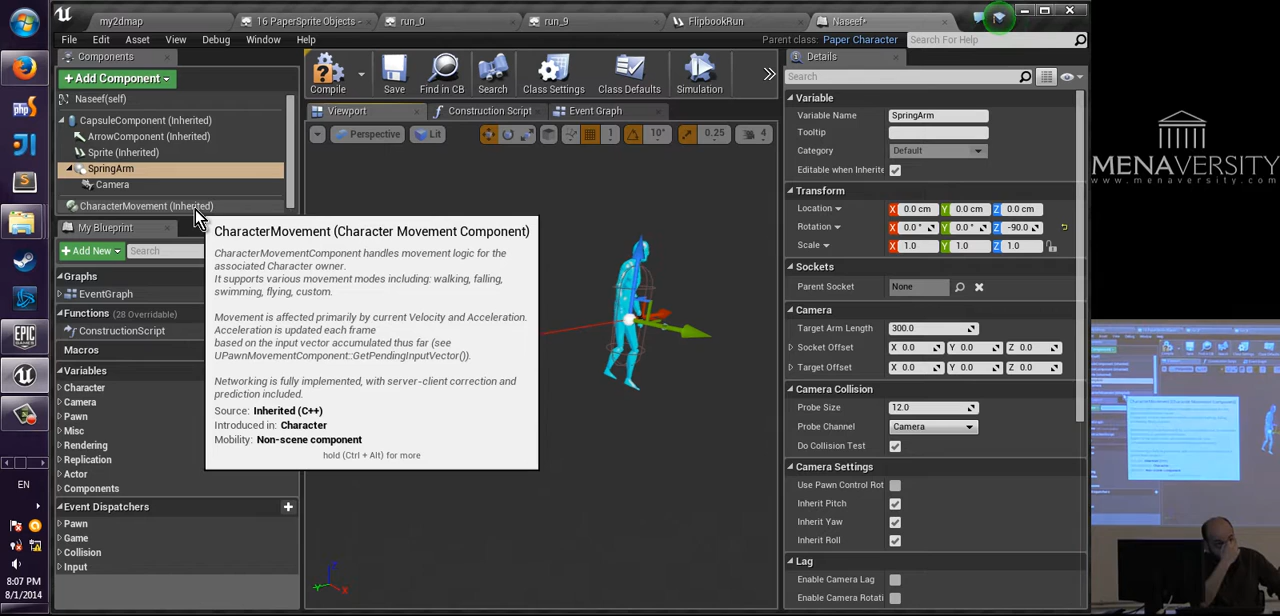 my2dmap
16 PaperSprite Objects -
run_0
run_9
FlipbookRun
Naseef*
File Edit Asset View Debug Window Help
Parent class: Paper Character
Search For Help
Components
+Add Component
Naseef(self)
CapsuleComponent (Inherited)
ArrowComponent (Inherited)
Sprite (Inherited)
SpringArm
Camera
CharacterMovement (Inherited)
My Blueprint
+Add New
Search
Graphs
EventGraph
Functions (28 Overridable)
ConstructionScript
Macros
Variables
Character
Camera
Pawn
Misc
Rendering
Replication
Actor
Components
Event Dispatchers
Pawn
Game
Collision
Input
Compile
Save
Find in CB
Search
Class Settings
Class Defaults
Simulation
Viewport
Construction Script
Event Graph
Perspective
Lit
1
10°
0.25
4
CharacterMovement (Character Movement Component)
CharacterMovementComponent handles movement logic for the
associated Character owner.
It supports various movement modes including: walking, falling,
swimming, flying, custom.
Movement is affected primarily by current Velocity and Acceleration.
Acceleration is updated each frame
based on the input vector accumulated thus far (see
UPawnMovementComponent::GetPendingInputVector()).
Networking is fully implemented, with server-client correction and
prediction included.
Source: Inherited (C++)
Introduced in: Character
Mobility: Non-scene component
hold (Ctrl + Alt) for more
Details
Search
Variable
Variable Name SpringArm
Tooltip
Category Default
Editable when Inherite
Transform
Location X 0.0 cm Y 0.0 cm Z 0.0 cm
Rotation X 0.0 ° Y 0.0 ° Z -90.0
Scale X 1.0 Y 1.0 Z 1.0
Sockets
Parent Socket None
Camera
Target Arm Length 300.0
Socket Offset X 0.0 Y 0.0 Z 0.0
Target Offset X 0.0 Y 0.0 Z 0.0
Camera Collision
Probe Size 12.0
Probe Channel Camera
Do Collision Test
Camera Settings
Use Pawn Control Rot
Inherit Pitch
Inherit Yaw
Inherit Roll
Lag
Enable Camera Lag
Enable Camera Rotati
MENAVERSITY
EPIC
GAMES
EN
8:07 PM
8/1/2014